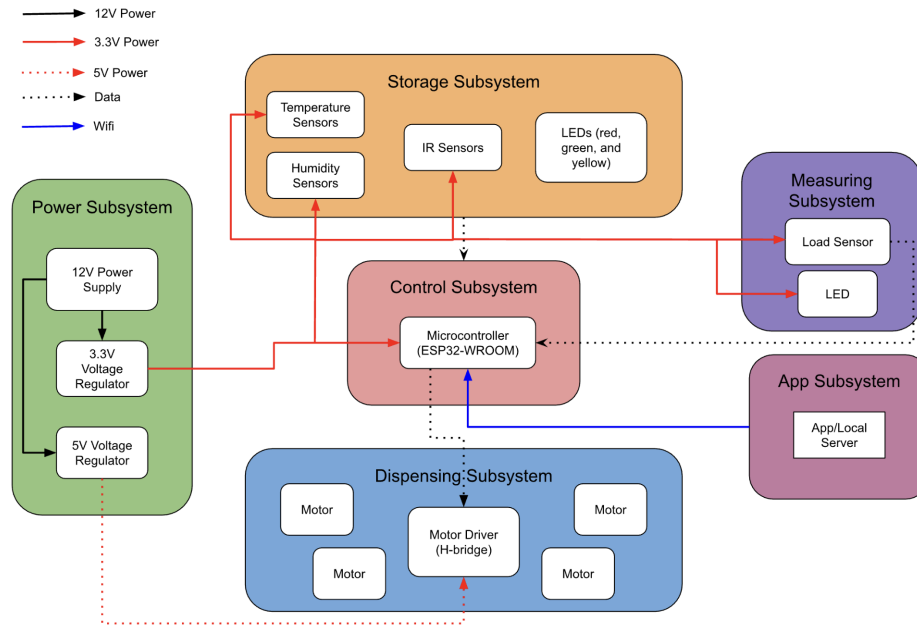 12V Power
3.3V Power
5V Power
Data
Wifi
Storage Subsystem
Temperature
Sensors
Humidity
Sensors
IR Sensors
LEDs (red,
green, and
yellow)
Measuring
Subsystem
Load Sensor
LED
Power Subsystem
12V Power
Supply
3.3V
Voltage
Regulator
5V Voltage
Regulator
Control Subsystem
Microcontroller
(ESP32-WROOM)
App Subsystem
App/Local
Server
Dispensing Subsystem
Motor
Motor
Motor Driver
(H-bridge)
Motor
Motor